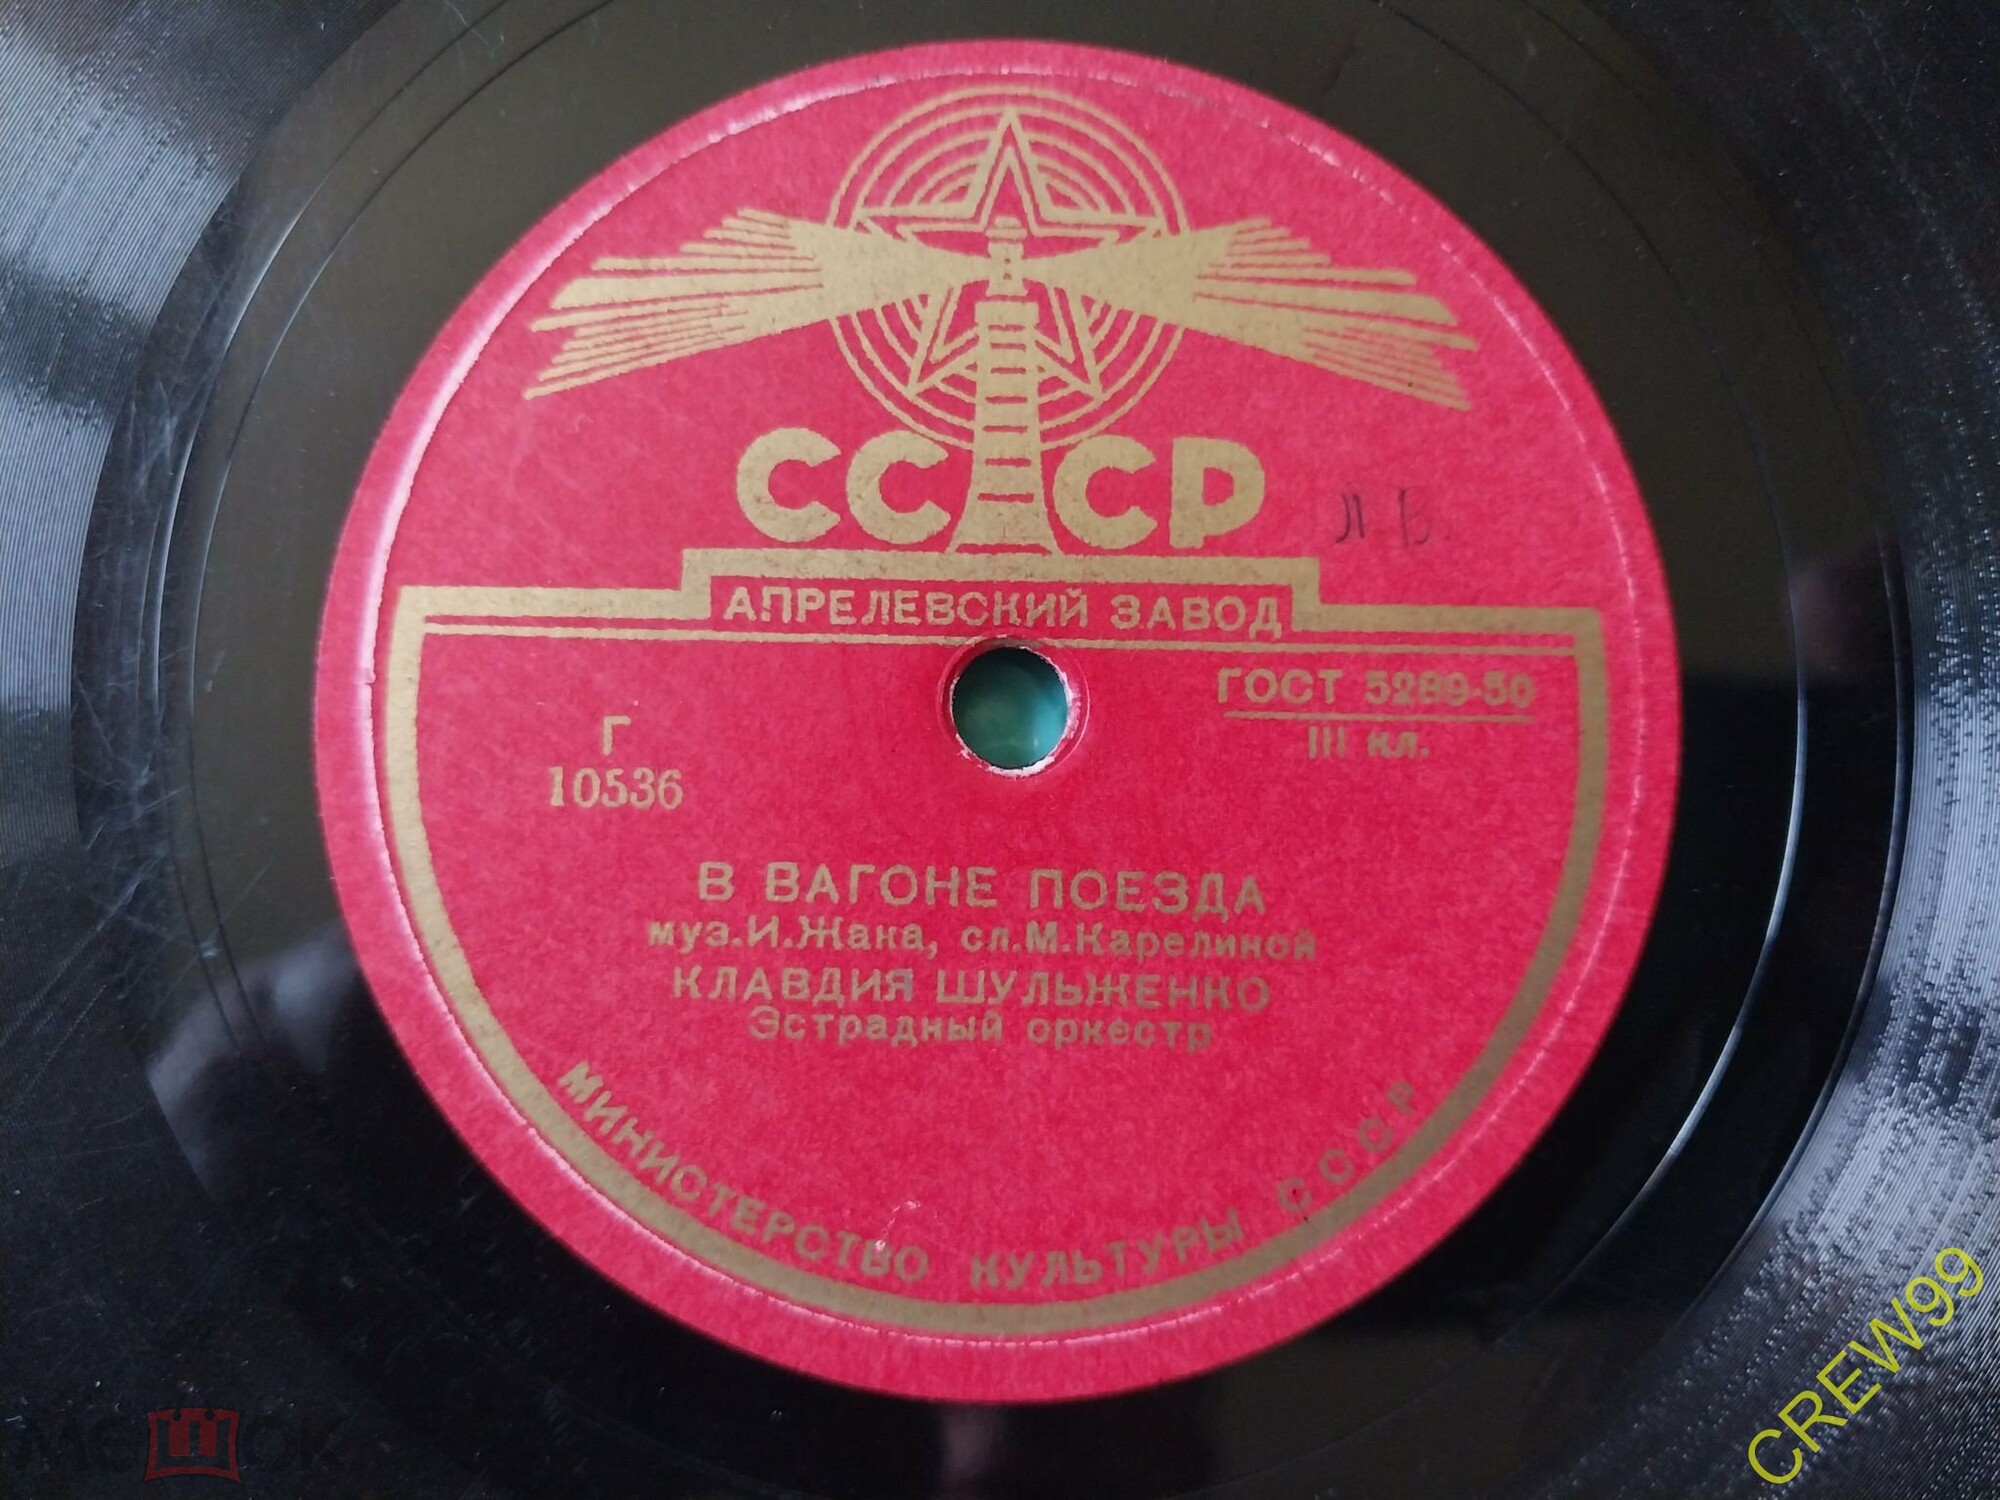 СССР
Л.Б.
АПРЕЛЕВСКИЙ ЗАВОД
ГОСТ 5289-50
III кл.
Г
10536
В ВАГОНЕ ПОЕЗДА
муз.И.Жака, сл.М.Карелиной
КЛАВДИЯ ШУЛЬЖЕНКО
Эстрадный оркестр
МИНИСТЕРСТВО КУЛЬТУРЫ СССР
CREW99
мешок